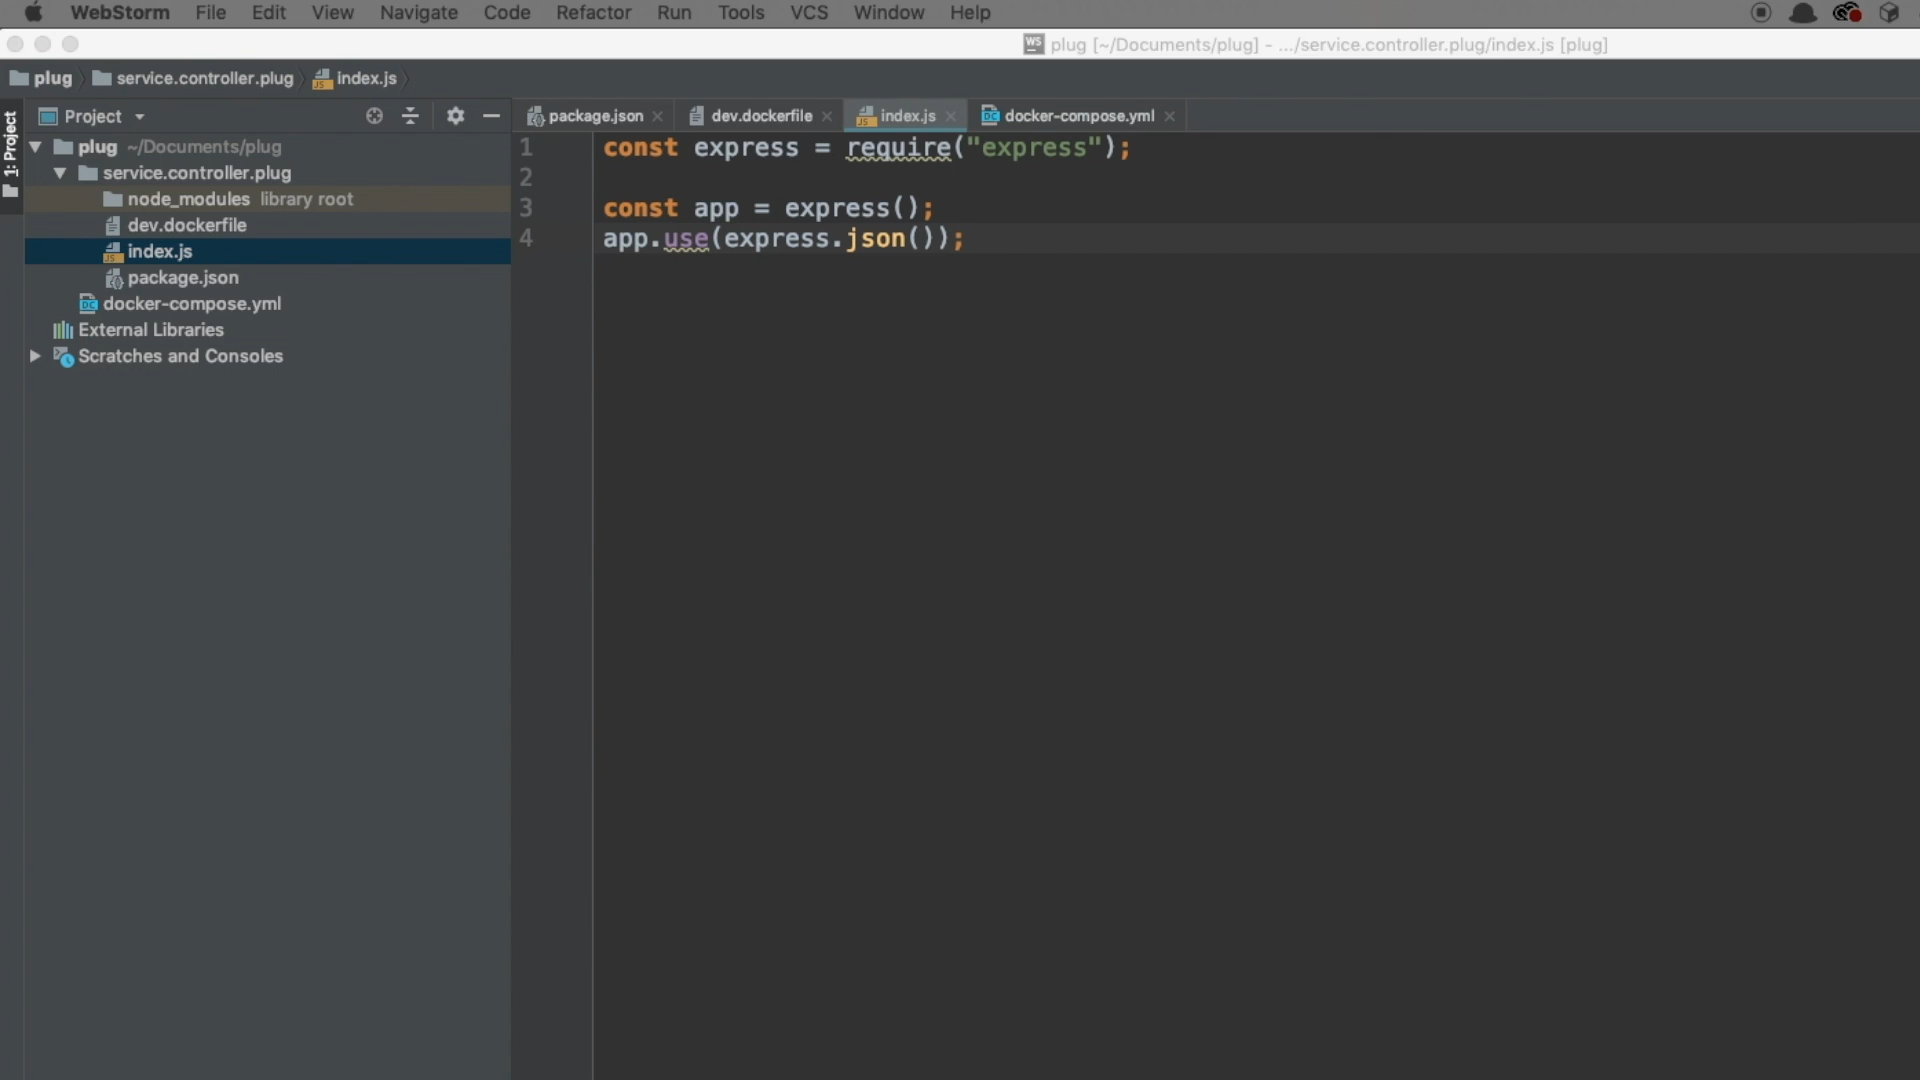 WebStorm File Edit View Navigate Code Refactor Run Tools VCS Window Help
WS plug [~/Documents/plug] - .../service.controller.plug/index.js [plug]
plug service.controller.plug index.js
1: Project
Project
package.json dev.dockerfile index.js docker-compose.yml
plug ~/Documents/plug
service.controller.plug
node_modules library root
dev.dockerfile
index.js
package.json
docker-compose.yml
External Libraries
Scratches and Consoles
1 const express = require("express");
2
3 const app = express();
4 app.use(express.json());